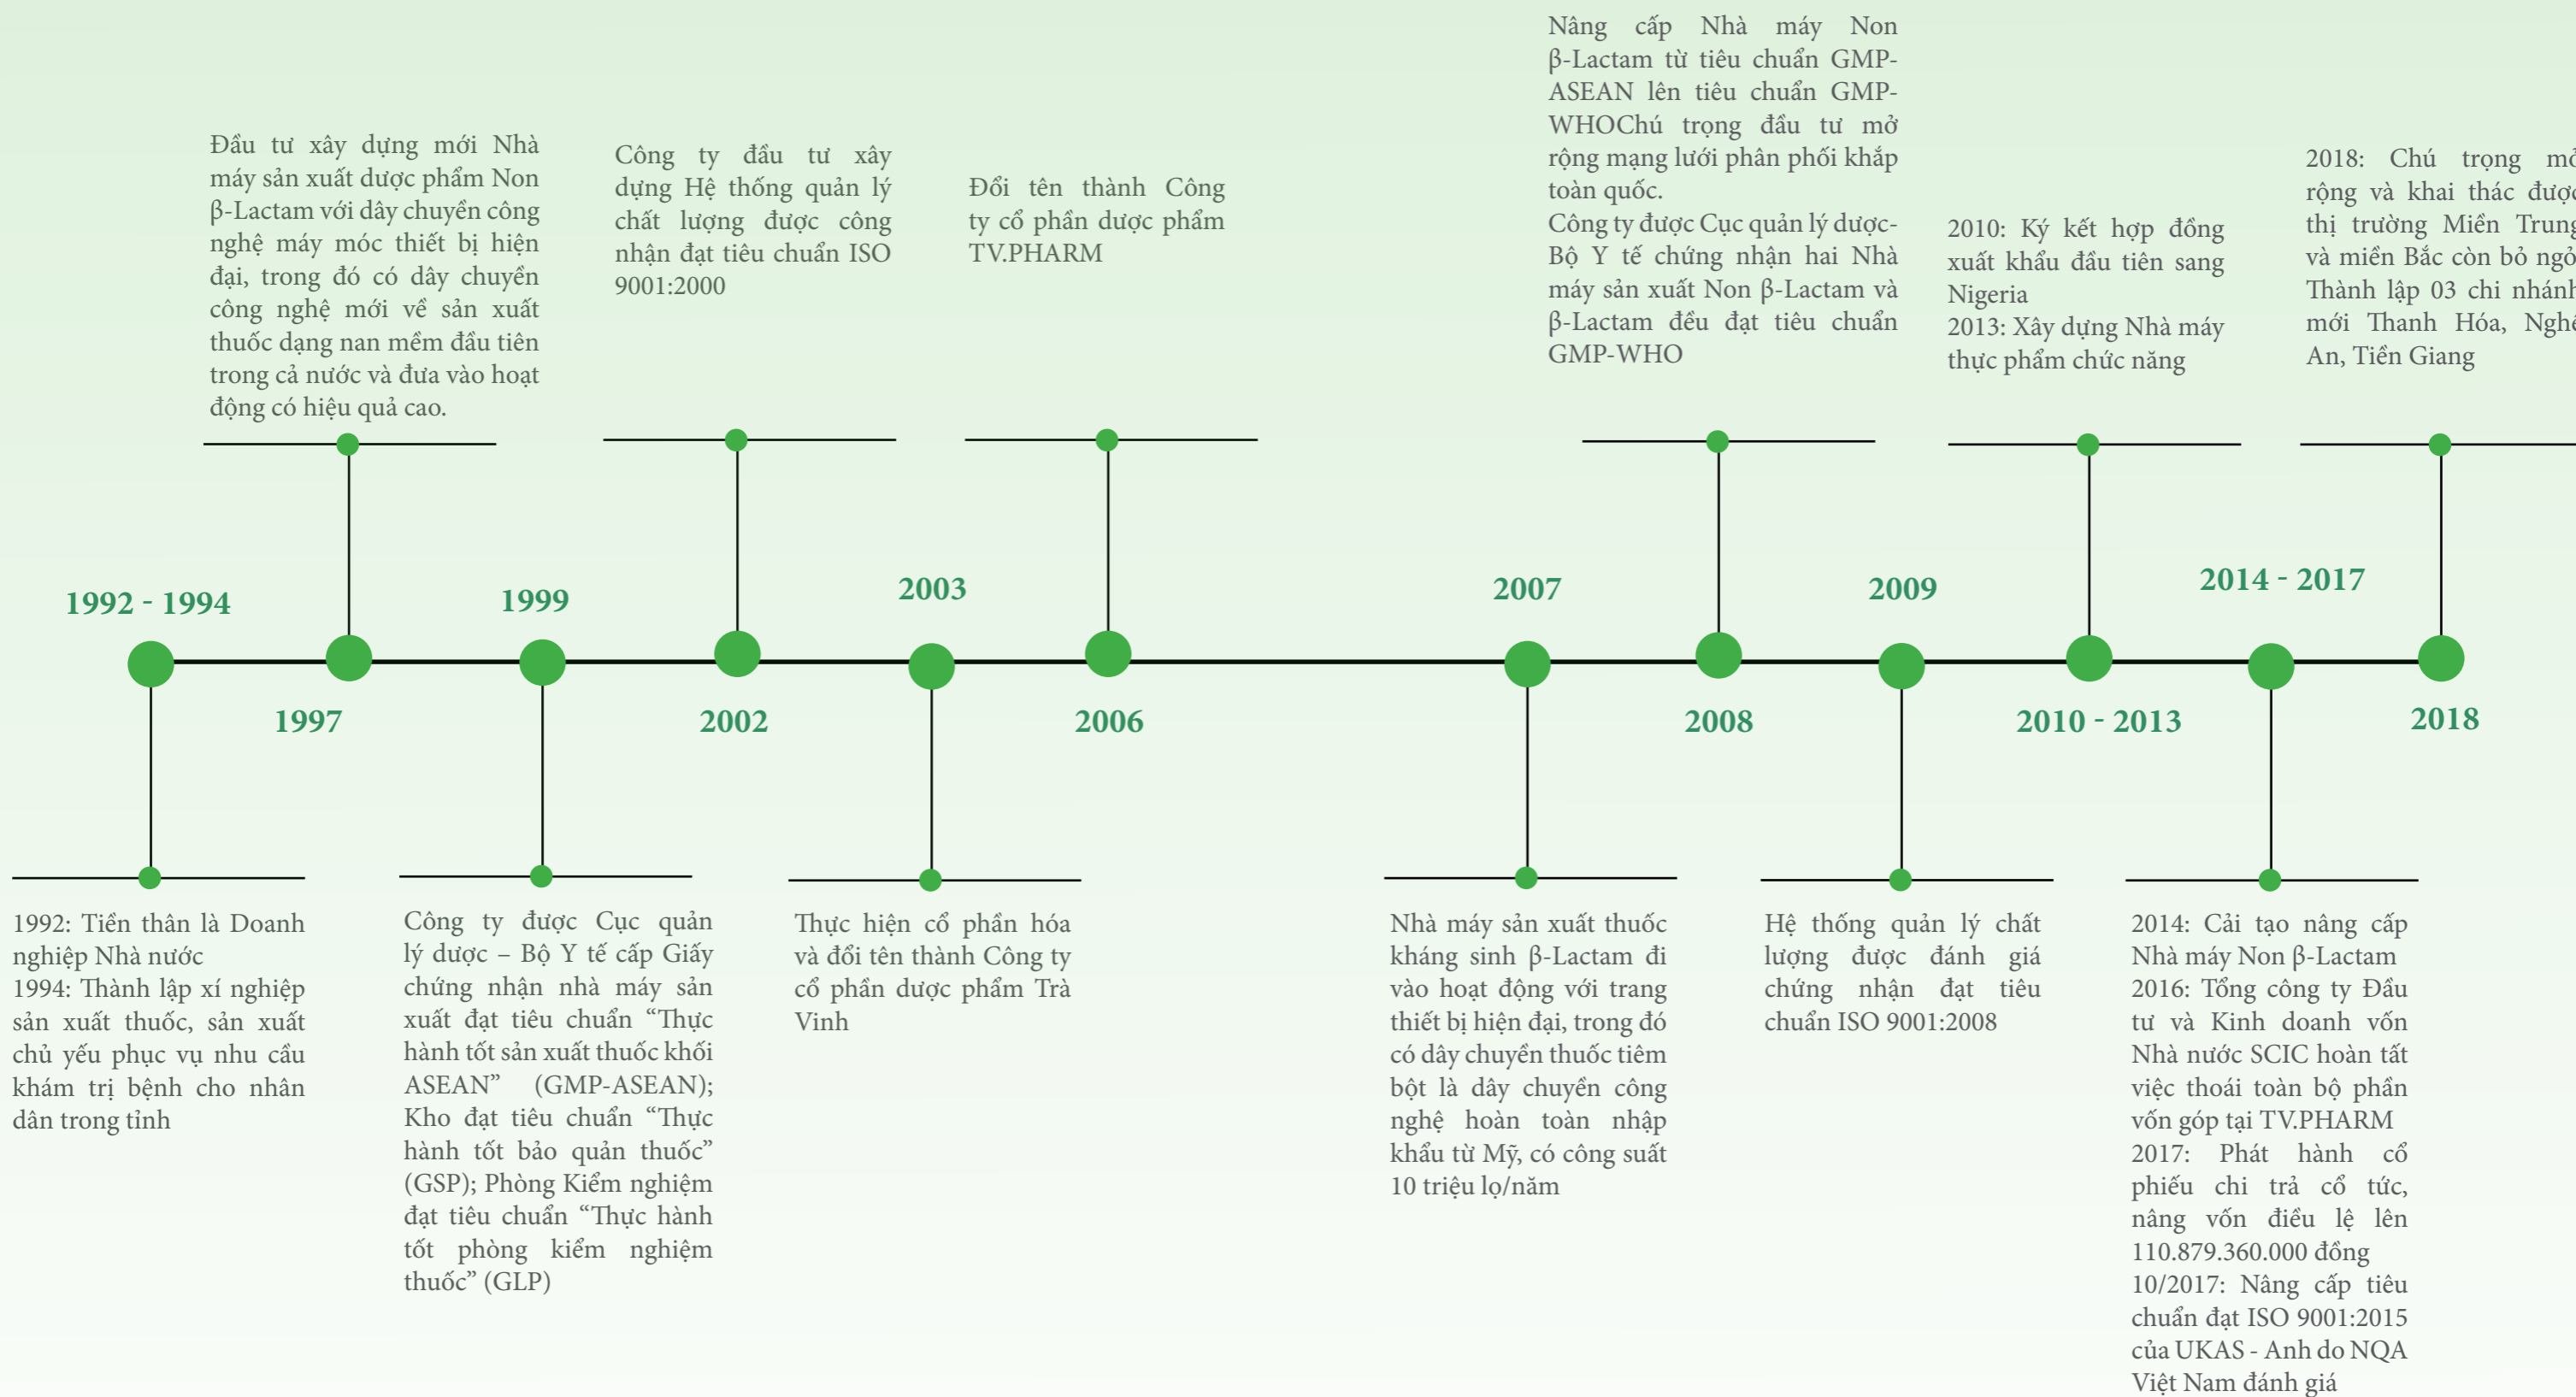 1992 - 1994
1992: Tiền thân là Doanh
nghiệp Nhà nước
1994: Thành lập xí nghiệp
sản xuất thuốc, sản xuất
chủ yếu phục vụ nhu cầu
khám trị bệnh cho nhân
dân trong tỉnh
Đầu tư xây dựng mới Nhà
máy sản xuất dược phẩm Non
β-Lactam với dây chuyền công
nghệ máy móc thiết bị hiện
đại, trong đó có dây chuyền
công nghệ mới về sản xuất
thuốc dạng nan mềm đầu tiên
trong cả nước và đưa vào hoạt
động có hiệu quả cao.
1997
1999
Công ty được Cục quản
lý dược – Bộ Y tế cấp Giấy
chứng nhận nhà máy sản
xuất đạt tiêu chuẩn “Thực
hành tốt sản xuất thuốc khối
ASEAN” (GMP-ASEAN);
Kho đạt tiêu chuẩn “Thực
hành tốt bảo quản thuốc”
(GSP); Phòng Kiểm nghiệm
đạt tiêu chuẩn “Thực hành
tốt phòng kiểm nghiệm
thuốc” (GLP)
Công ty đầu tư xây
dựng Hệ thống quản lý
chất lượng được công
nhận đạt tiêu chuẩn ISO
9001:2000
2002
2003
Thực hiện cổ phần hóa
và đổi tên thành Công ty
cổ phần dược phẩm Trà
Vinh
Đổi tên thành Công
ty cổ phần dược phẩm
TV.PHARM
2006
2007
Nhà máy sản xuất thuốc
kháng sinh β-Lactam đi
vào hoạt động với trang
thiết bị hiện đại, trong đó
có dây chuyền thuốc tiêm
bột là dây chuyền công
nghệ hoàn toàn nhập
khẩu từ Mỹ, có công suất
10 triệu lọ/năm
Nâng cấp Nhà máy Non
β-Lactam từ tiêu chuẩn GMP-
ASEAN lên tiêu chuẩn GMP-
WHOChú trọng đầu tư mở
rộng mạng lưới phân phối khắp
toàn quốc.
Công ty được Cục quản lý dược-
Bộ Y tế chứng nhận hai Nhà
máy sản xuất Non β-Lactam và
β-Lactam đều đạt tiêu chuẩn
GMP-WHO
2008
2009
Hệ thống quản lý chất
lượng được đánh giá
chứng nhận đạt tiêu
chuẩn ISO 9001:2008
2010: Ký kết hợp đồng
xuất khẩu đầu tiên sang
Nigeria
2013: Xây dựng Nhà máy
thực phẩm chức năng
2010 - 2013
2014 - 2017
2014: Cải tạo nâng cấp
Nhà máy Non β-Lactam
2016: Tổng công ty Đầu
tư và Kinh doanh vốn
Nhà nước SCIC hoàn tất
việc thoái toàn bộ phần
vốn góp tại TV.PHARM
2017: Phát hành cổ
phiếu chi trả cổ tức,
nâng vốn điều lệ lên
110.879.360.000 đồng
10/2017: Nâng cấp tiêu
chuẩn đạt ISO 9001:2015
của UKAS - Anh do NQA
Việt Nam đánh giá
2018: Chú trọng mở
rộng và khai thác được
thị trường Miền Trung
và miền Bắc còn bỏ ngỏ
Thành lập 03 chi nhánh
mới Thanh Hóa, Nghệ
An, Tiền Giang
2018